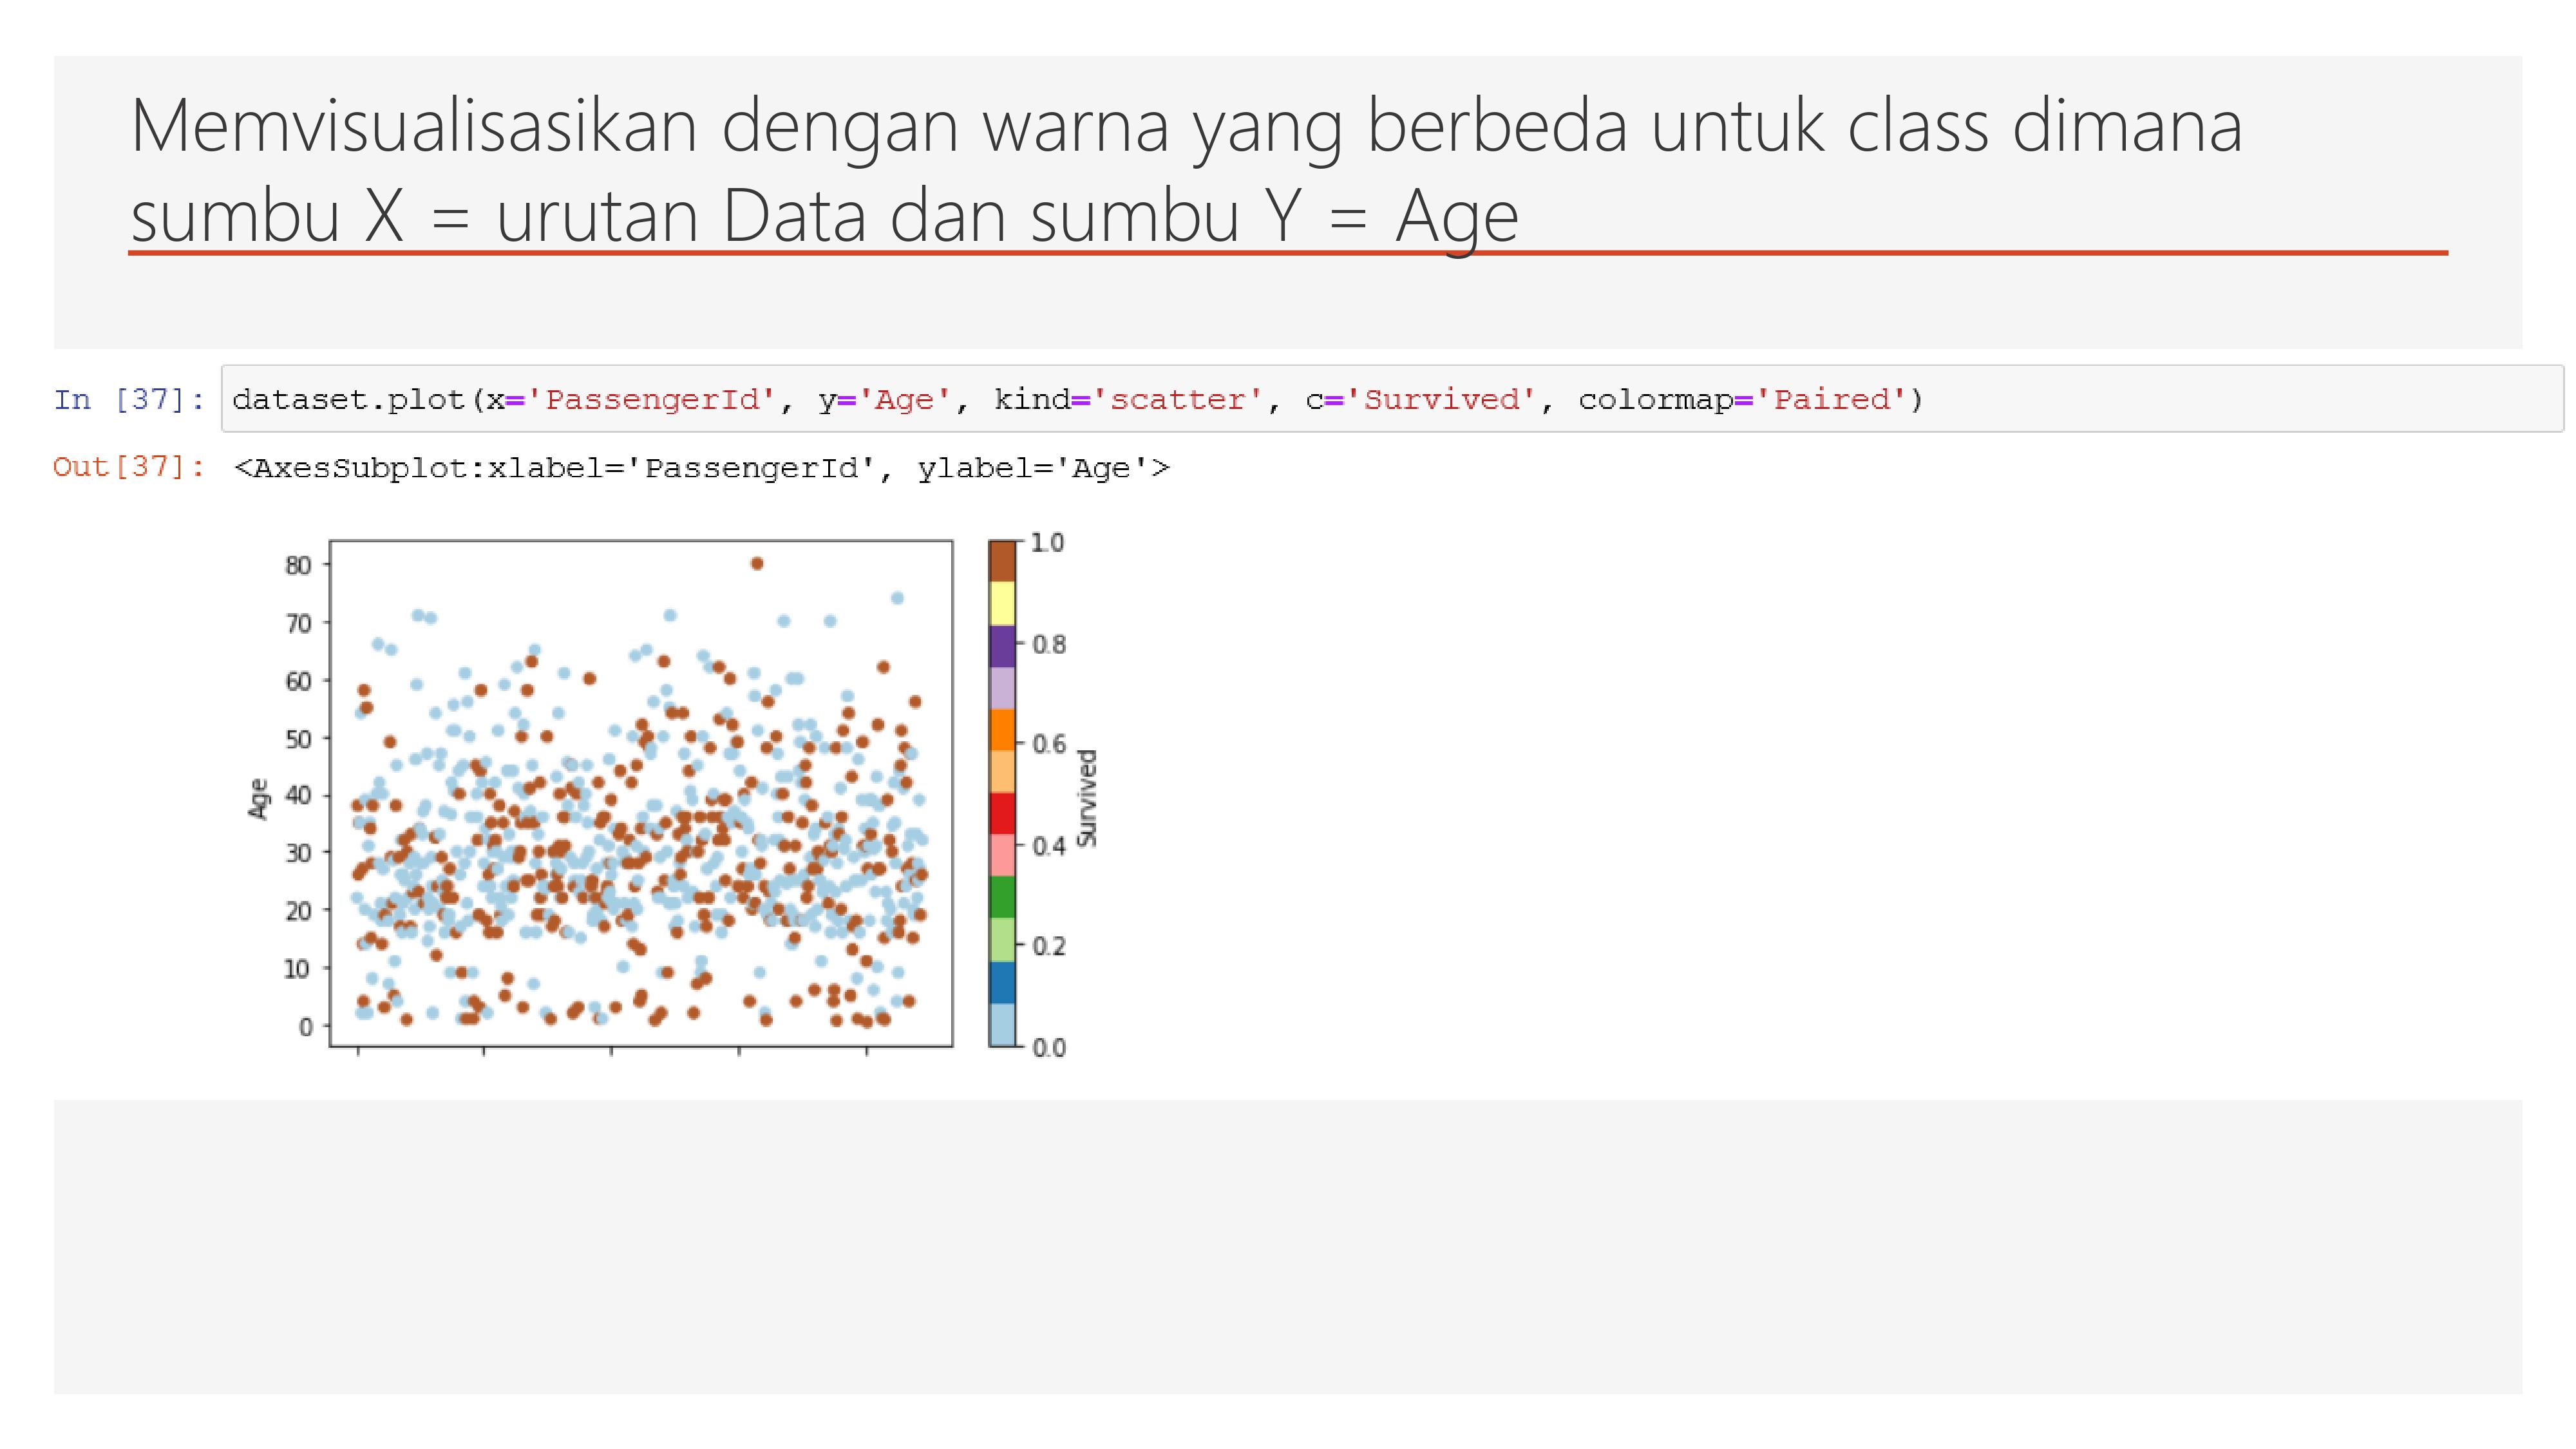 Memvisualisasikan dengan warna yang berbeda untuk class dimana
sumbu X = urutan Data dan sumbu Y = Age
In [37]: dataset.plot(x='PassengerId', y='Age', kind='scatter', c='Survived', colormap='Paired')
Out[37]: <AxesSubplot:xlabel='PassengerId', ylabel='Age'>
80
70
60
50
40
30
20
10
0
Age
1.0
0.8
0.6
0.4
0.2
0.0
Survived